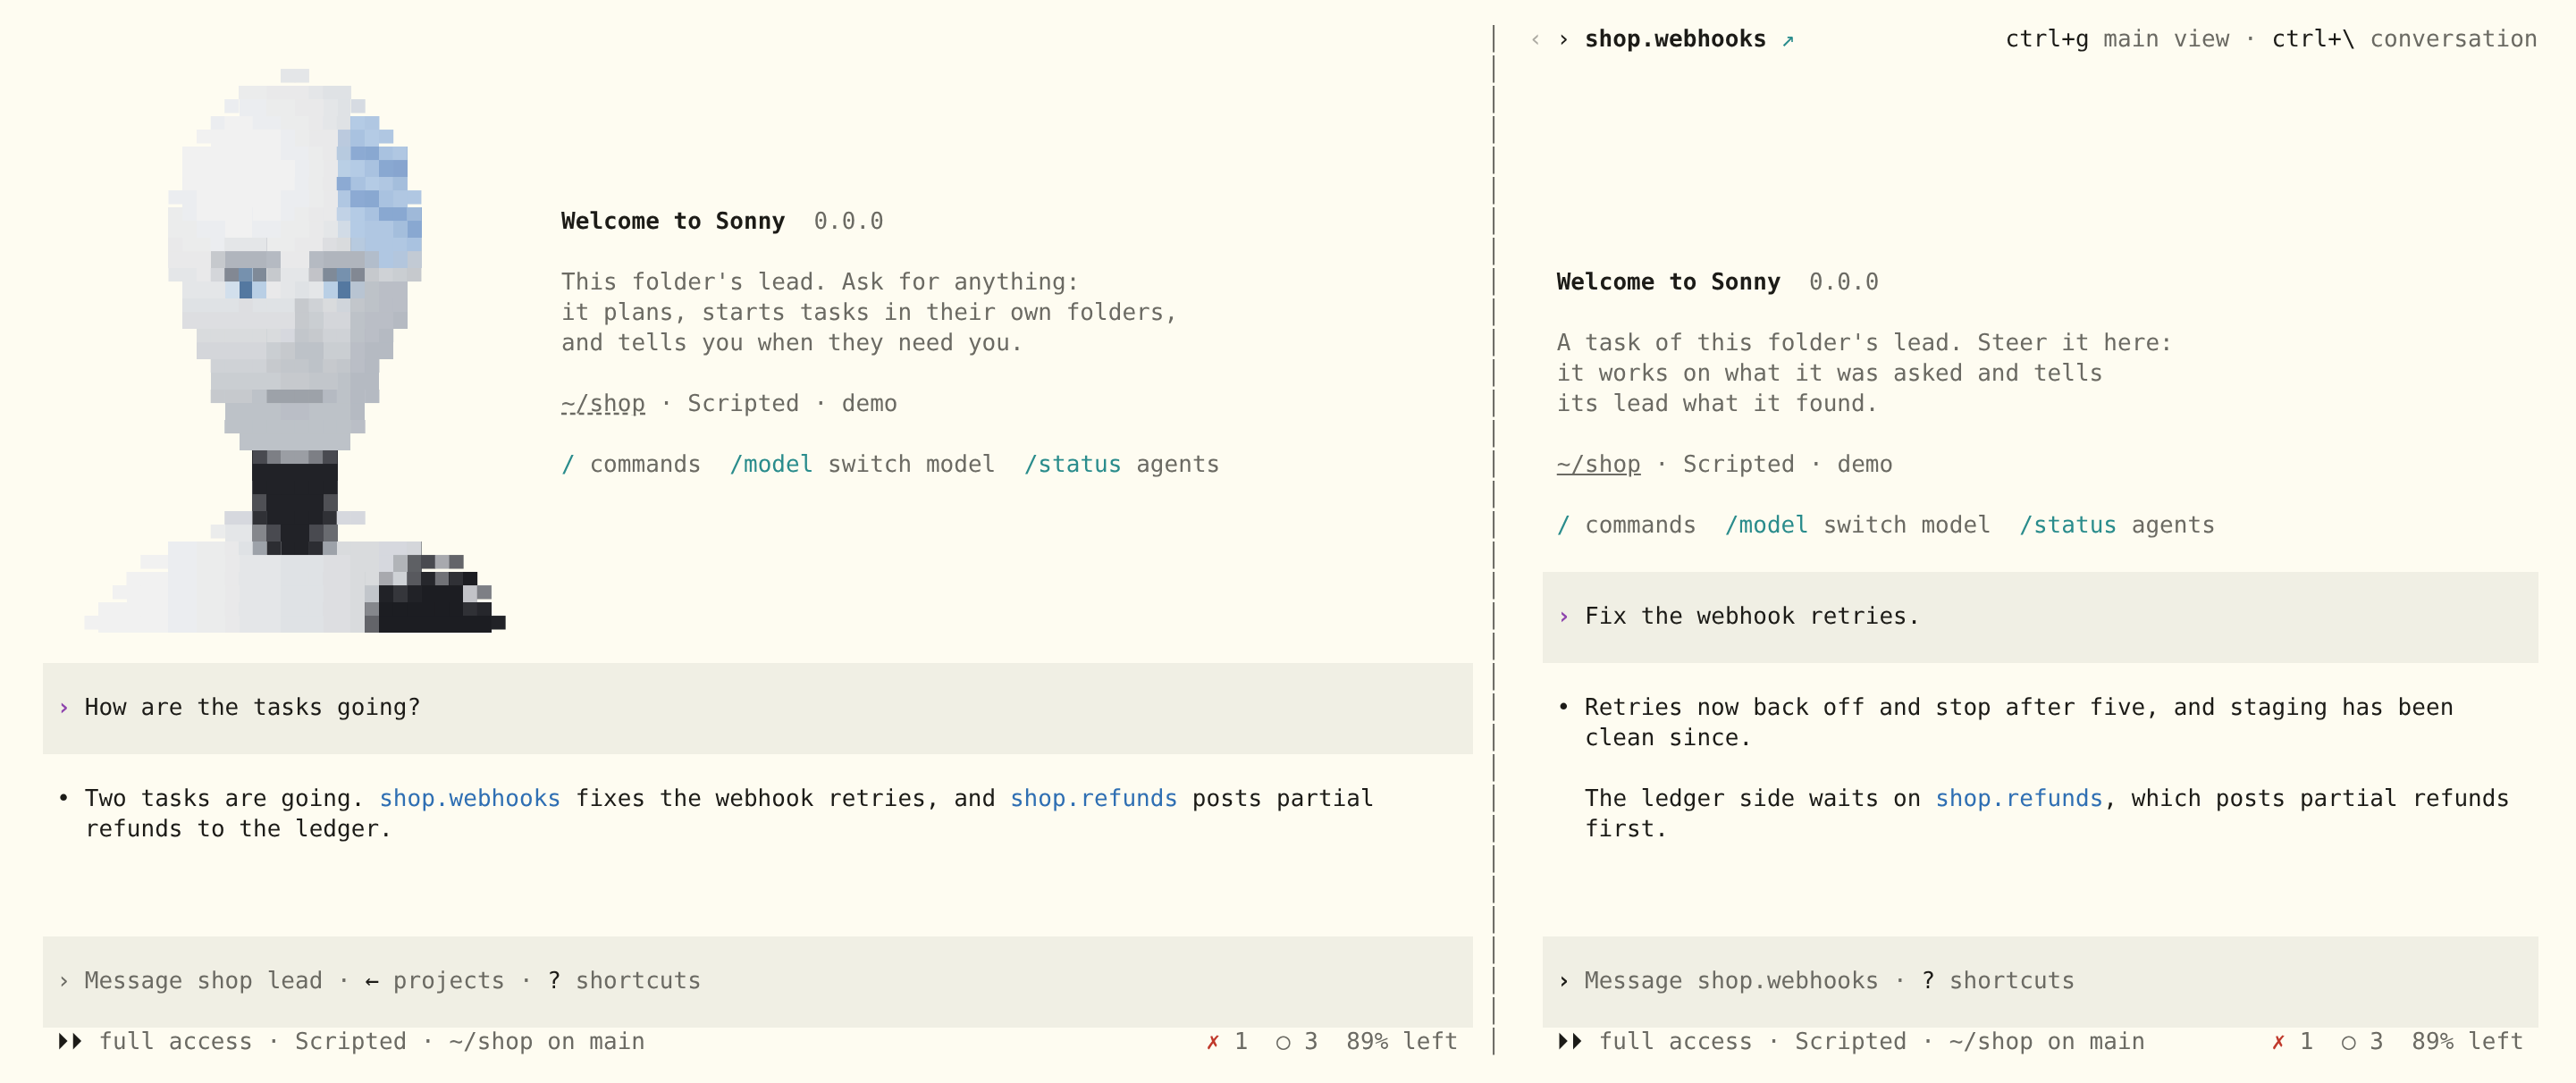 Welcome to Sonny  0.0.0
This folder's lead. Ask for anything:
it plans, starts tasks in their own folders,
and tells you when they need you.
~/shop · Scripted · demo
/ commands  /model switch model  /status agents
› How are the tasks going?
• Two tasks are going. shop.webhooks fixes the webhook retries, and shop.refunds posts partial
refunds to the ledger.
› Message shop lead · ← projects · ? shortcuts
⏵⏵ full access · Scripted · ~/shop on main  ✗ 1  ○ 3  89% left
‹ › shop.webhooks ↗  ctrl+g main view · ctrl+\ conversation
Welcome to Sonny  0.0.0
A task of this folder's lead. Steer it here:
it works on what it was asked and tells
its lead what it found.
~/shop · Scripted · demo
/ commands  /model switch model  /status agents
› Fix the webhook retries.
• Retries now back off and stop after five, and staging has been
clean since.
The ledger side waits on shop.refunds, which posts partial refunds
first.
› Message shop.webhooks · ? shortcuts
⏵⏵ full access · Scripted · ~/shop on main  ✗ 1  ○ 3  89% left